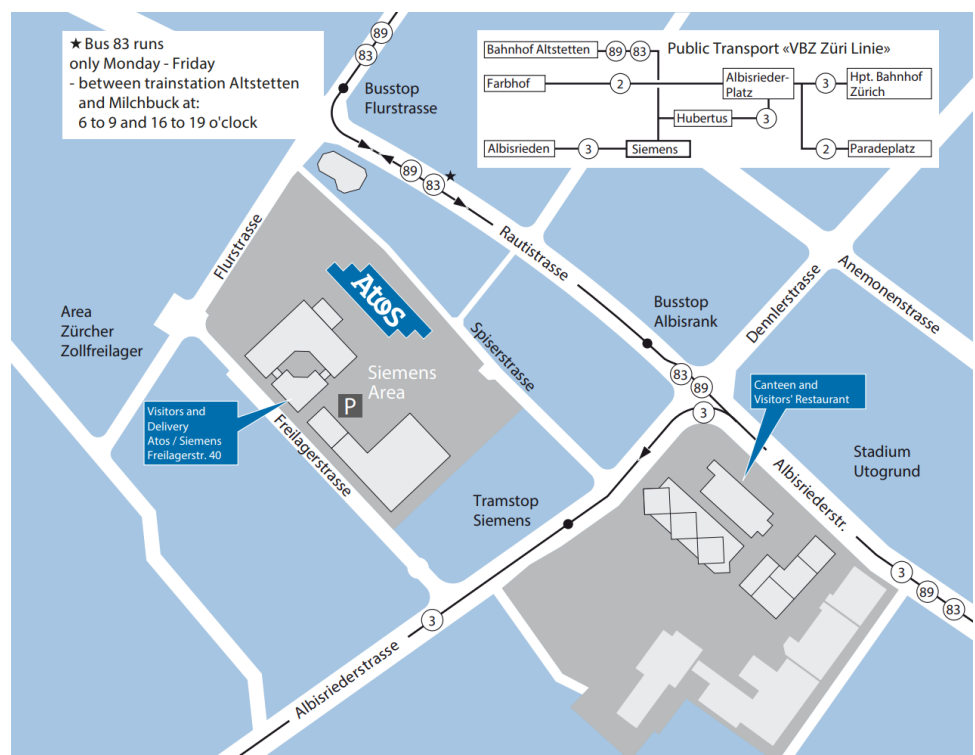 ★ Bus 83 runs
only Monday - Friday
- between trainstation Altstetten
and Milchbuck at:
6 to 9 and 16 to 19 o'clock
89
83
Busstop
Flurstrasse
Public Transport «VBZ Züri Linie»
Bahnhof Altstetten
89
83
Farbhof
2
Albisrieder-
Platz
3
Hpt. Bahnhof
Zürich
Hubertus
3
Albisrieden
3
Siemens
2
Paradeplatz
89
83
★
Rautistrasse
Flurstrasse
Atos
Spiserstrasse
Dennlerstrasse
Anemonenstrasse
Area
Zürcher
Zollfreilager
Busstop
Albisrank
Siemens
Area
P
83
89
3
Canteen and
Visitors' Restaurant
Visitors and
Delivery
Atos / Siemens
Freilagerstr. 40
Freilagerstrasse
Stadium
Utogrund
Albisriederstr.
Tramstop
Siemens
3
89
83
3
Albisriederstrasse